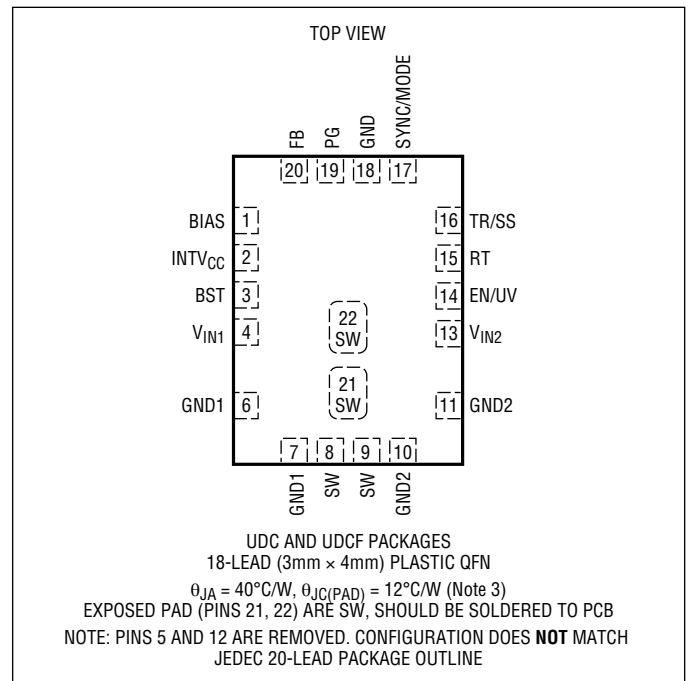 TOP VIEW
FB
PG
GND
SYNC/MODE
20 19 18 17
BIAS 1
INTVCC 2
BST 3
VIN1 4
GND1 6
16 TR/SS
15 RT
14 EN/UV
13 VIN2
11 GND2
22
SW
21
SW
7 8 9 10
GND1
SW
SW
GND2
UDC AND UDCF PACKAGES
18-LEAD (3mm × 4mm) PLASTIC QFN
θJA = 40°C/W, θJC(PAD) = 12°C/W (Note 3)
EXPOSED PAD (PINS 21, 22) ARE SW, SHOULD BE SOLDERED TO PCB
NOTE: PINS 5 AND 12 ARE REMOVED. CONFIGURATION DOES NOT MATCH
JEDEC 20-LEAD PACKAGE OUTLINE